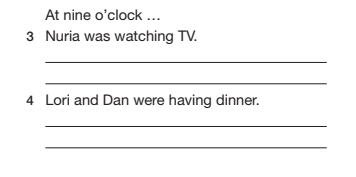 At nine o'clock …
3 Nuria was watching TV.
4 Lori and Dan were having dinner.